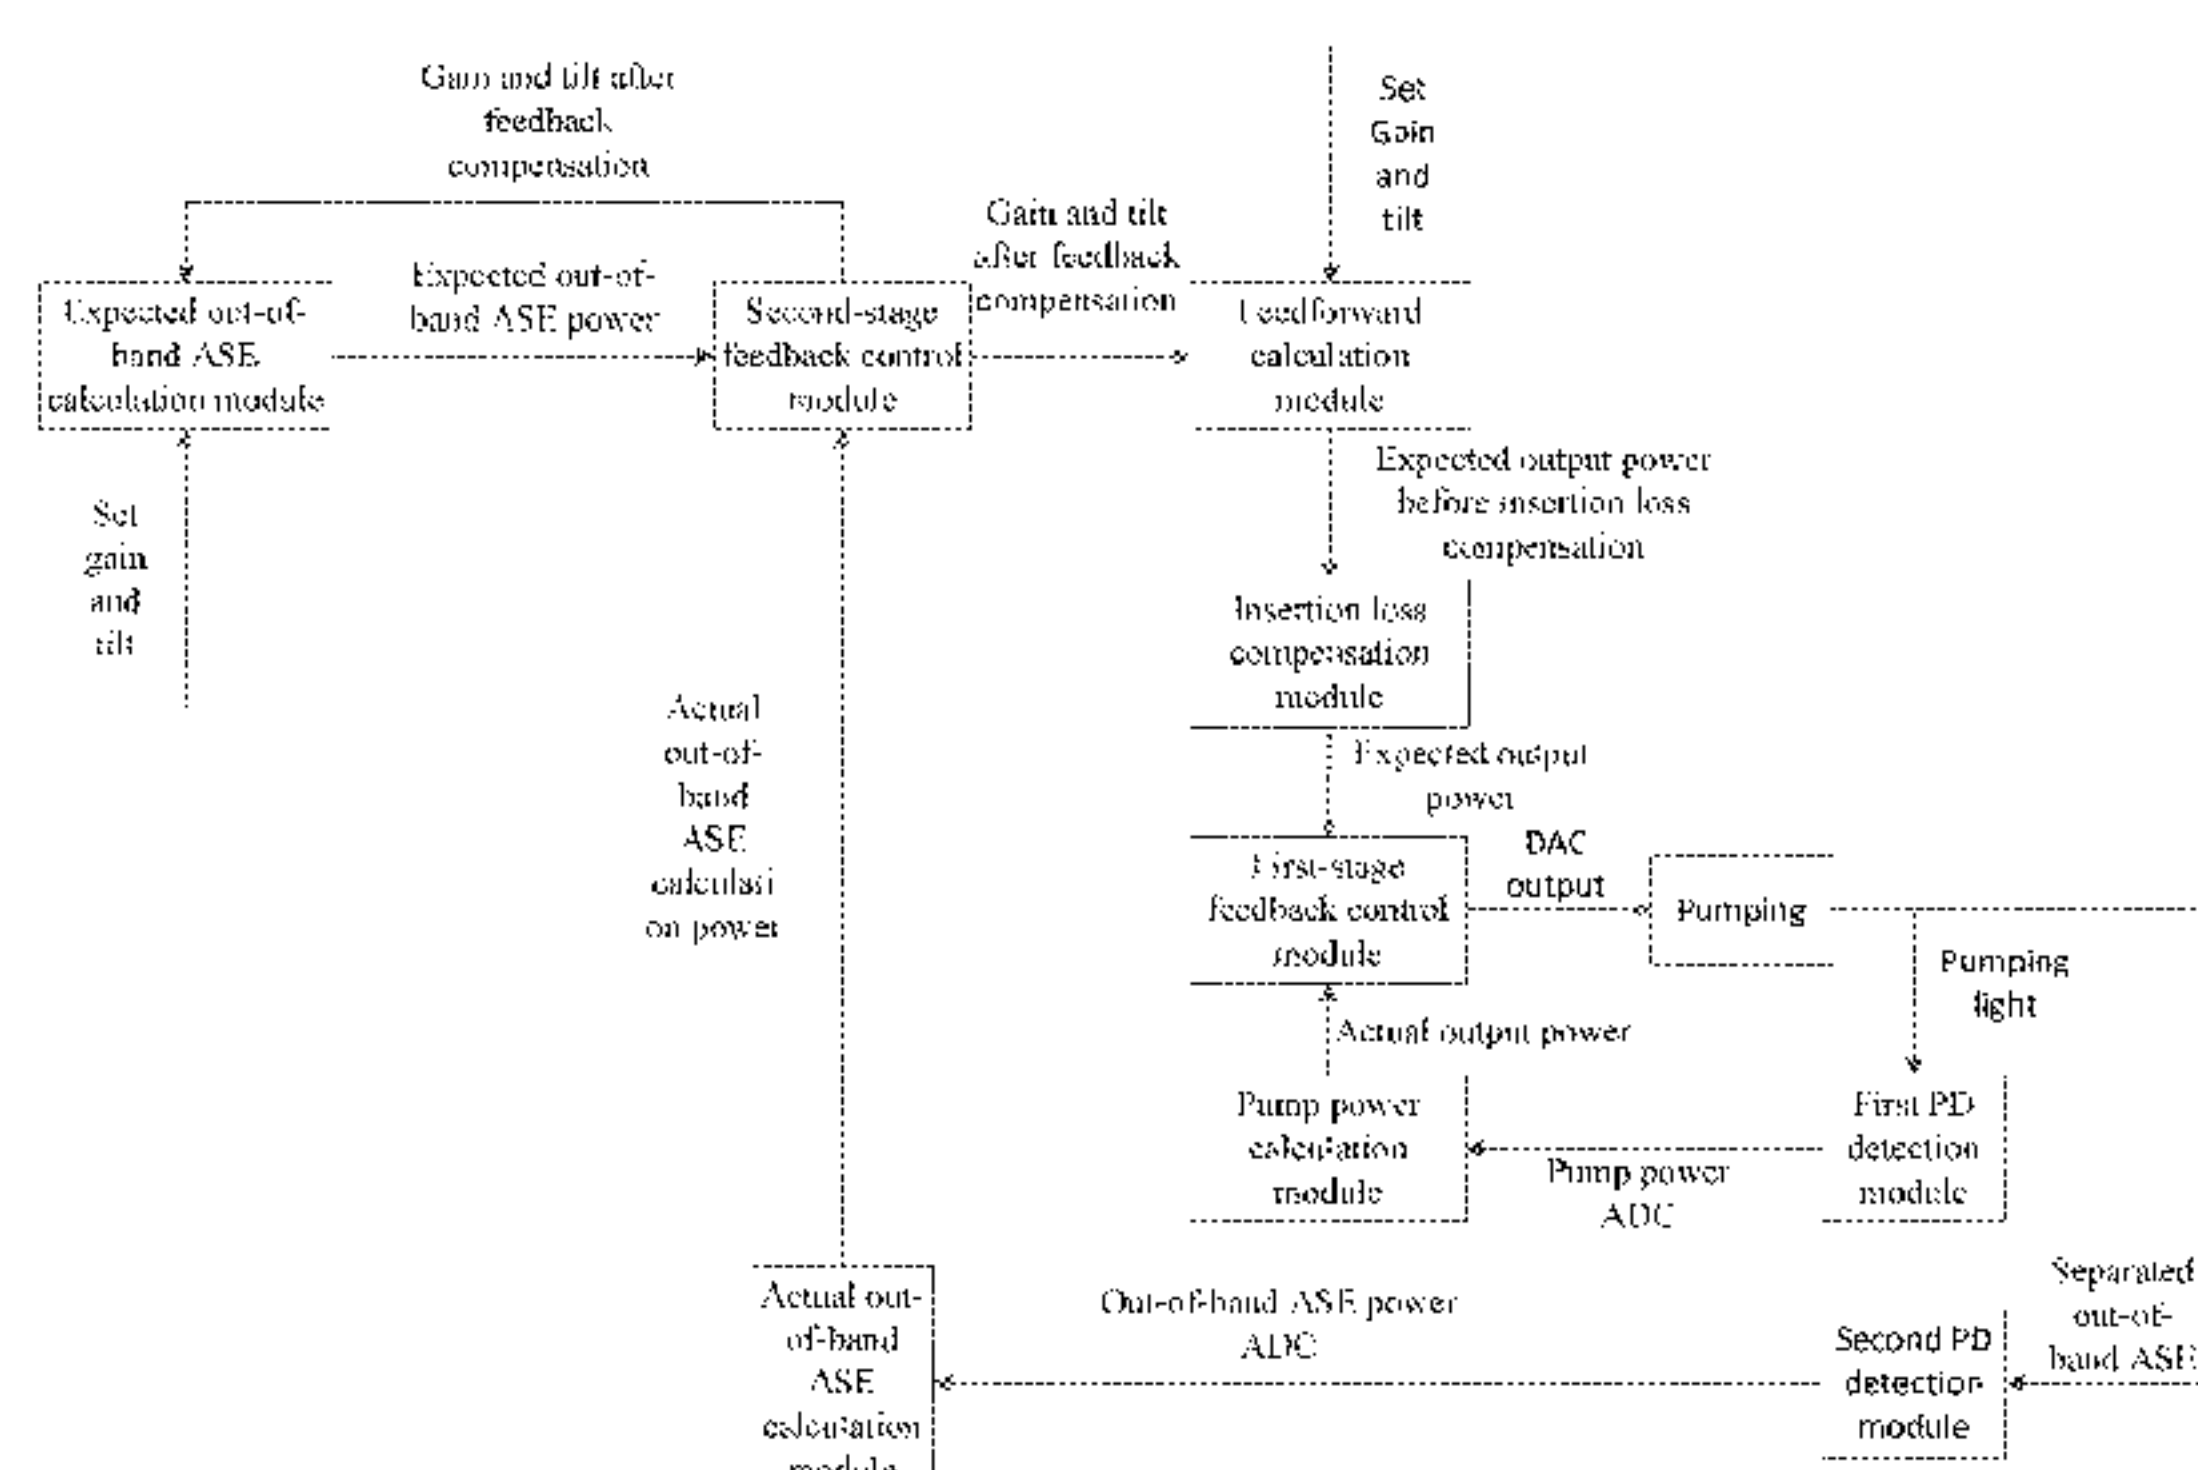 Gain and tilt after
feedback
compensation
Set
Gain
and
tilt
Gain and tilt
after feedback
compensation
Expected out-of-
band ASE power
Expected out-of-
band ASE
calculation module
Second-stage
feedback control
module
Feedforward
calculation
module
Expected output power
before insertion loss
compensation
Set
gain
and
tilt
Insertion loss
compensation
module
Actual
out-of-
band
ASE
calculati
on power
Expected output
power
First-stage
feedback control
module
DAC
output
Pumping
Pumping
light
Actual output power
Pump power
calculation
module
First PD
detection
module
Pump power
ADC
Actual out-
of-band
ASE
calculation
module
Out-of-band ASE power
ADC
Second PD
detection
module
Separated
out-of-
band ASE